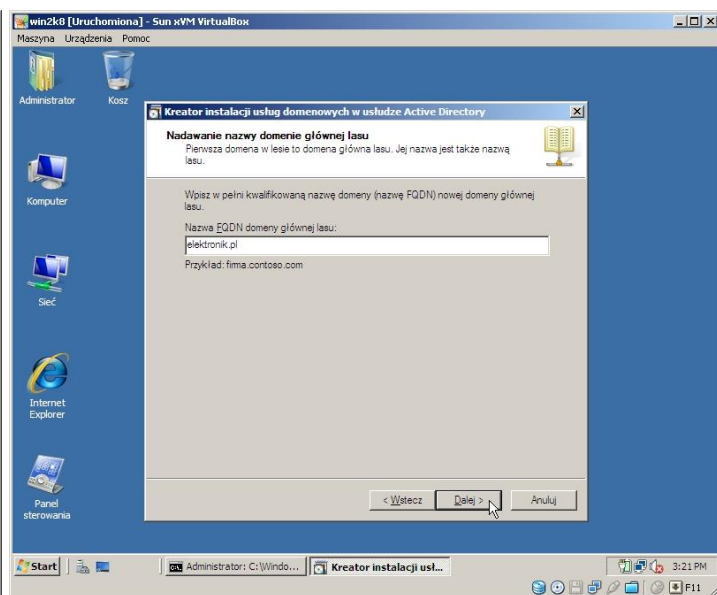 win2k8 [Uruchomiona] - Sun xVM VirtualBox
Maszyna Urządzenia Pomoc
Administrator
Kosz
Komputer
Sieć
Internet
Explorer
Panel
sterowania
Kreator instalacji usług domenowych w usłudze Active Directory
Nadawanie nazwy domenie głównej lasu
Pierwsza domena w lesie to domena główna lasu. Jej nazwa jest także nazwą
lasu.
Wpisz w pełni kwalifikowaną nazwę domeny (nazwę FQDN) nowej domeny głównej
lasu.
Nazwa FQDN domeny głównej lasu:
elektronik.pl
Przykład: firma.contoso.com
< Wstecz
Dalej >
Anuluj
Start
Administrator: C:\Windo...
Kreator instalacji usł...
3:21 PM
F11